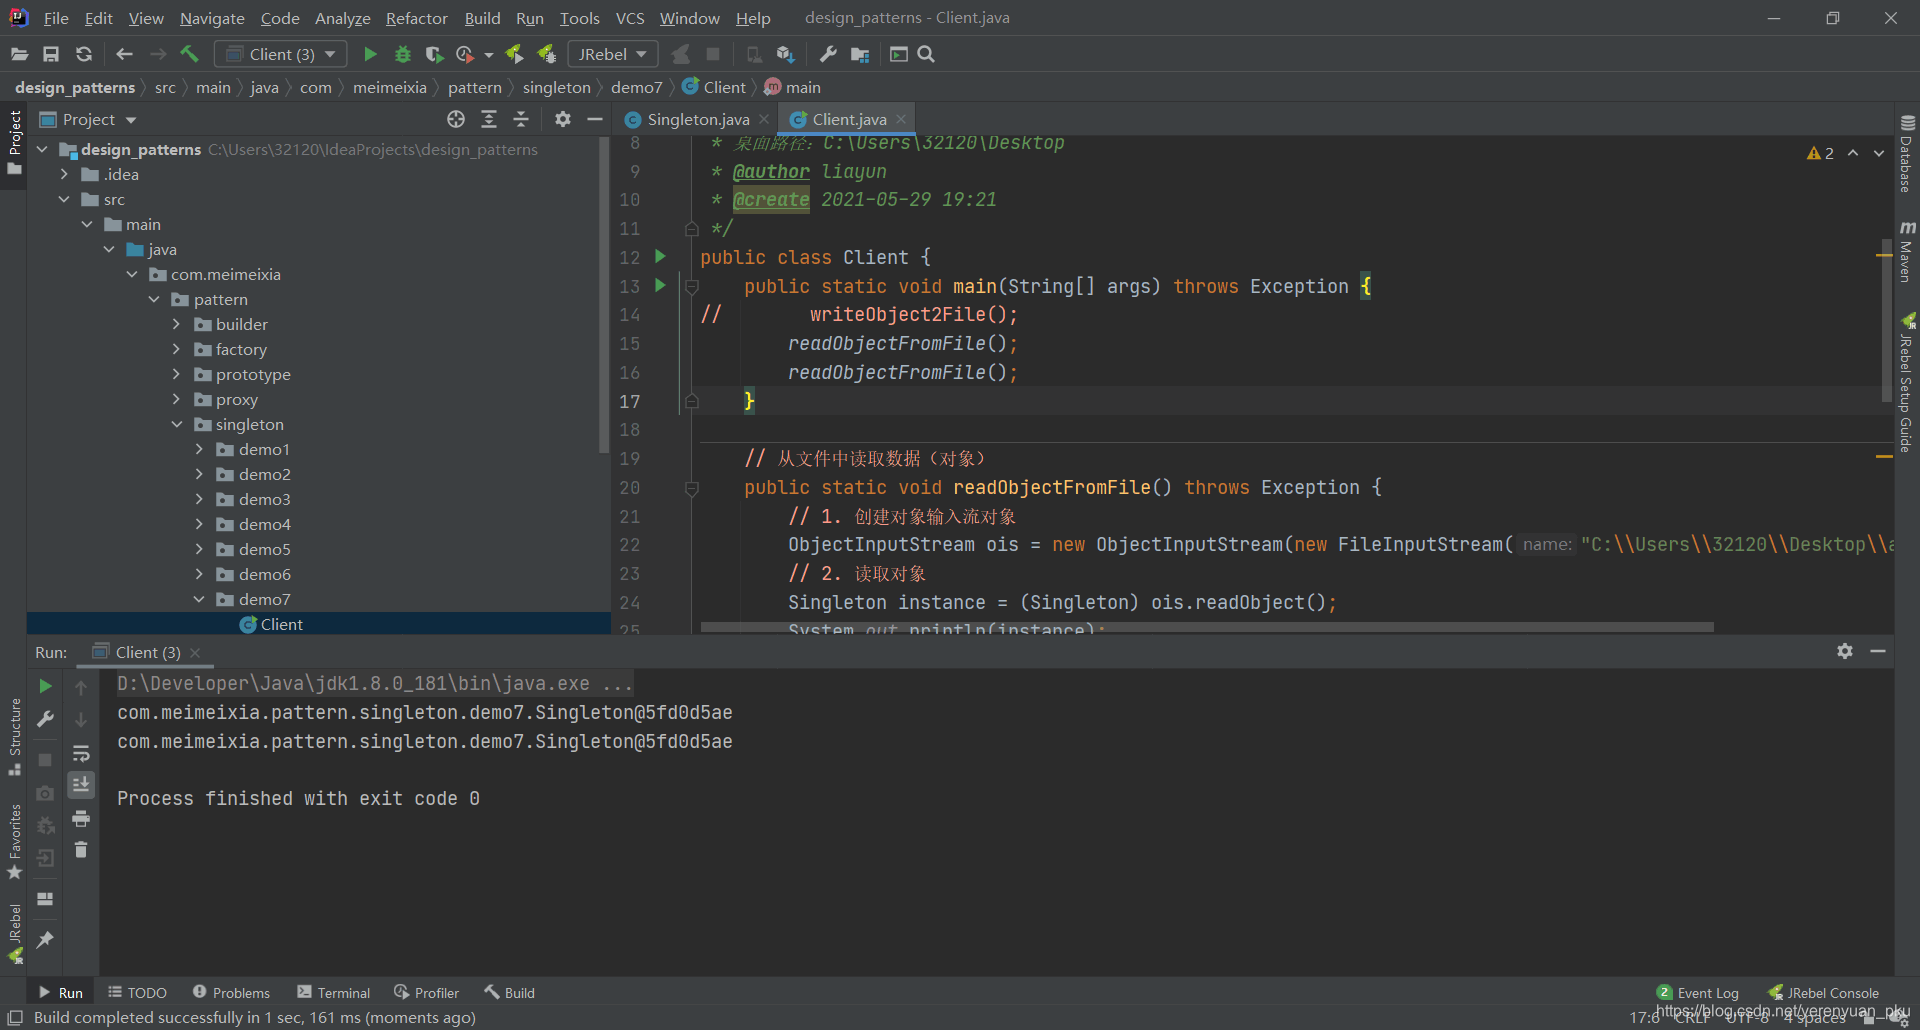 File Edit View Navigate Code Analyze Refactor Build Run Tools VCS Window Help design_patterns - Client.java
Client (3) JRebel
design_patterns src main java com meimeixia pattern singleton demo7 Client main
Project
Project
Singleton.java
Client.java
design_patterns C:\Users\32120\IdeaProjects\design_patterns
.idea
src
main
java
com.meimeixia
pattern
builder
factory
prototype
proxy
singleton
demo1
demo2
demo3
demo4
demo5
demo6
demo7
Client
8 * 桌面路径：C:\Users\32120\Desktop
9 * @author liayun
10 * @create 2021-05-29 19:21
11 */
12 public class Client {
13 public static void main(String[] args) throws Exception {
14 // writeObject2File();
15 readObjectFromFile();
16 readObjectFromFile();
17 }
18
19 // 从文件中读取数据（对象）
20 public static void readObjectFromFile() throws Exception {
21 // 1. 创建对象输入流对象
22 ObjectInputStream ois = new ObjectInputStream(new FileInputStream( name: "C:\\Users\\32120\\Desktop\\a
23 // 2. 读取对象
24 Singleton instance = (Singleton) ois.readObject();
25 System.out.println(instance);
2
Database
Maven
JRebel Setup Guide
Run: Client (3)
D:\Developer\Java\jdk1.8.0_181\bin\java.exe ...
com.meimeixia.pattern.singleton.demo7.Singleton@5fd0d5ae
com.meimeixia.pattern.singleton.demo7.Singleton@5fd0d5ae
Process finished with exit code 0
Structure
Favorites
JRebel
Run TODO Problems Terminal Profiler Build 2 Event Log JRebel Console
Build completed successfully in 1 sec, 161 ms (moments ago) 17:6 CRLF UTF-8 4 spaces
https://blog.csdn.net/yerenyuan_pku